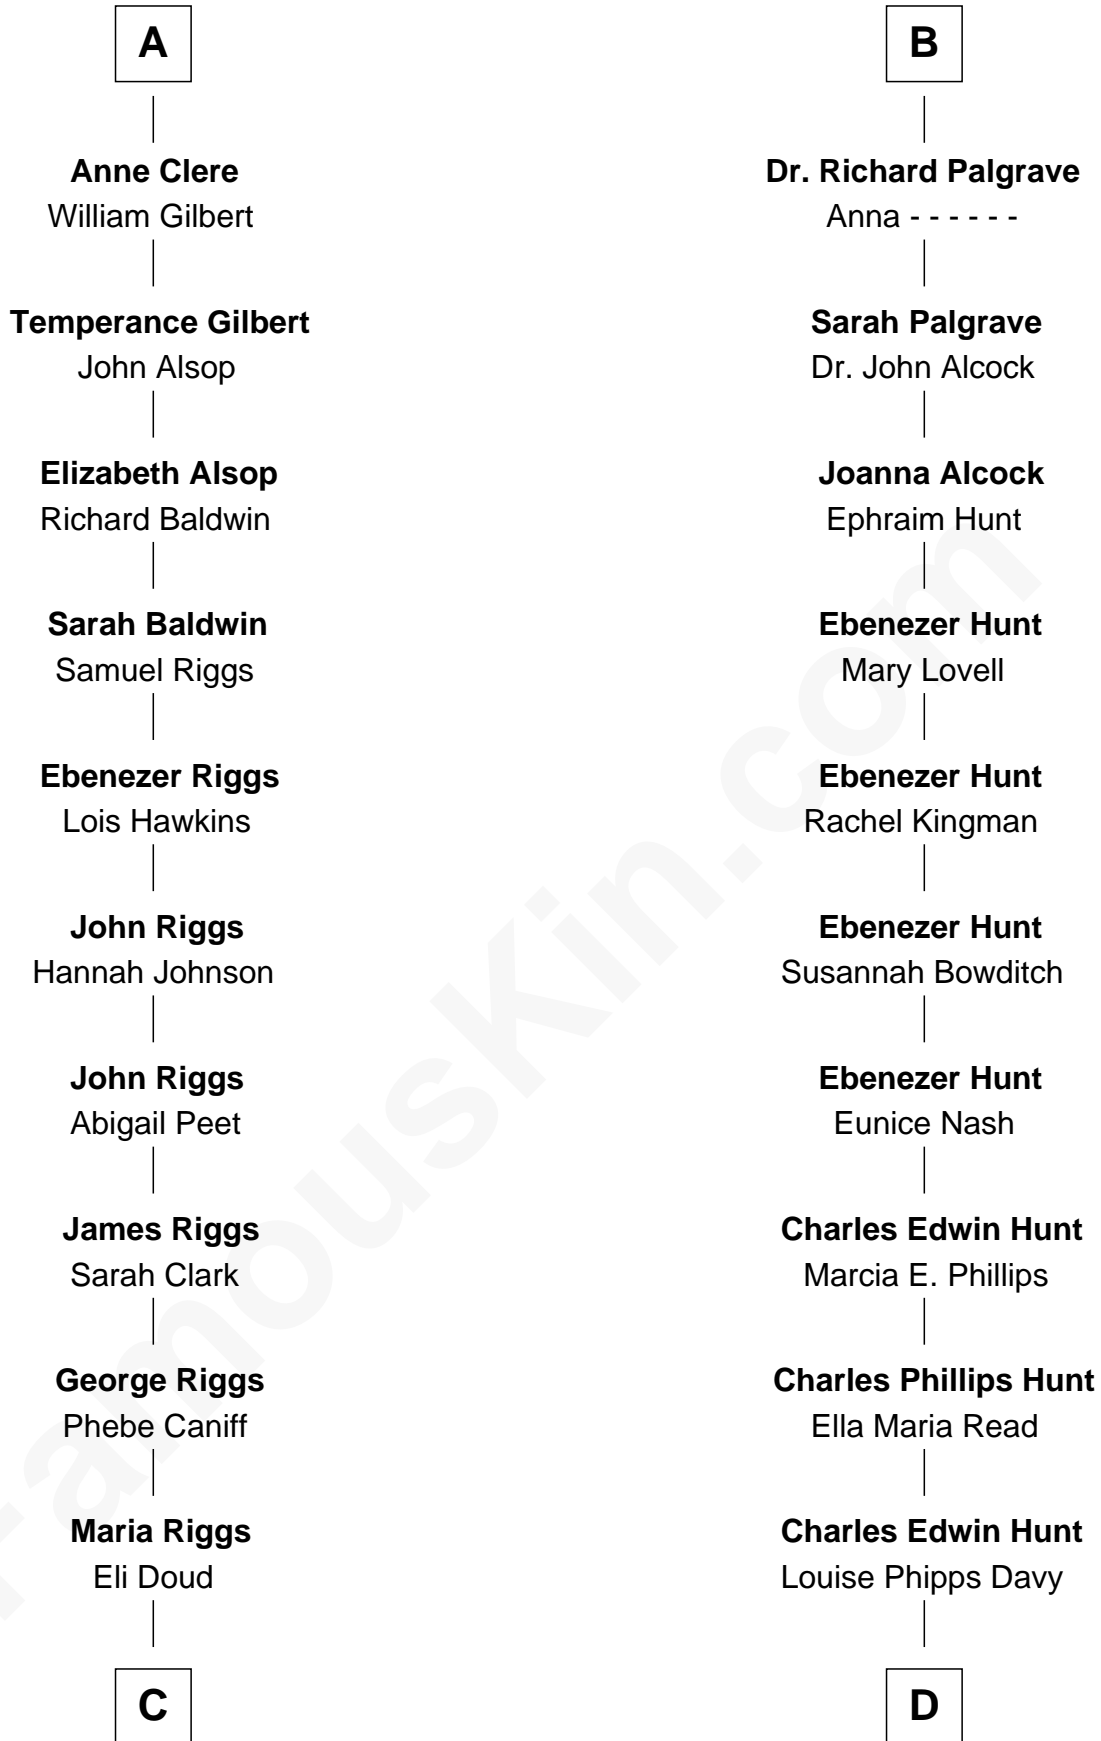 A
Anne Clere
William Gilbert
Temperance Gilbert
John Alsop
Elizabeth Alsop
Richard Baldwin
Sarah Baldwin
Samuel Riggs
Ebenezer Riggs
Lois Hawkins
John Riggs
Hannah Johnson
John Riggs
Abigail Peet
James Riggs
Sarah Clark
George Riggs
Phebe Caniff
Maria Riggs
Eli Doud
C
B
Dr. Richard Palgrave
Anna - - - - - -
Sarah Palgrave
Dr. John Alcock
Joanna Alcock
Ephraim Hunt
Ebenezer Hunt
Mary Lovell
Ebenezer Hunt
Rachel Kingman
Ebenezer Hunt
Susannah Bowditch
Ebenezer Hunt
Eunice Nash
Charles Edwin Hunt
Marcia E. Phillips
Charles Phillips Hunt
Ella Maria Read
Charles Edwin Hunt
Louise Phipps Davy
D
FamousKin.com